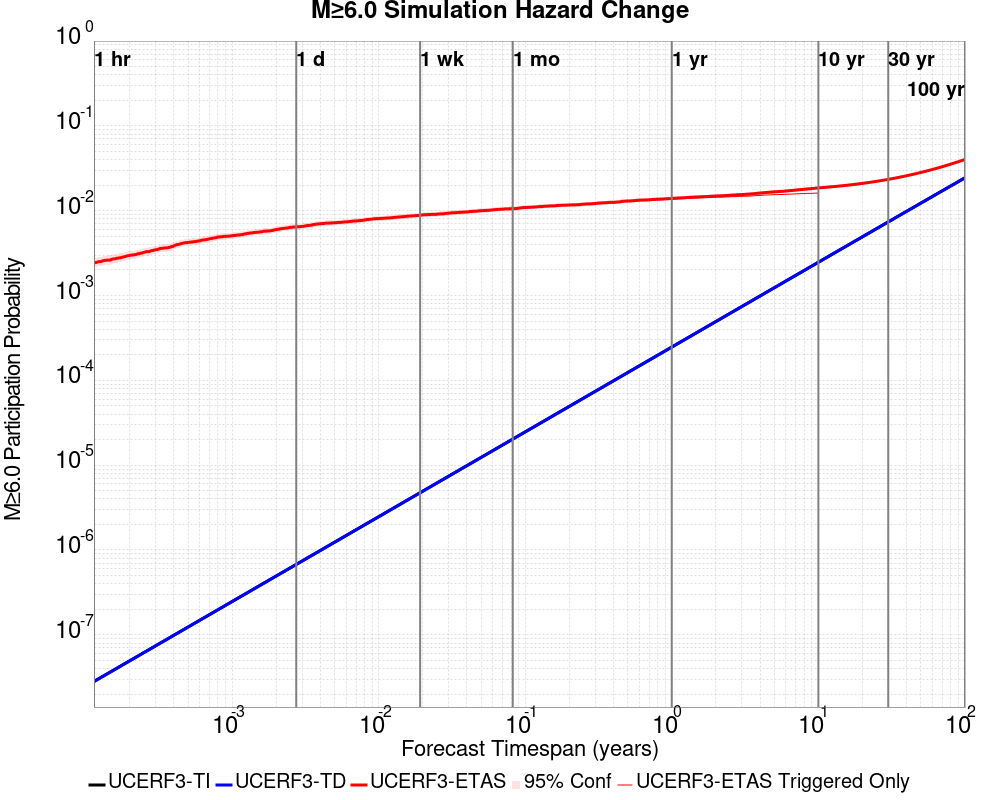 M≥6.0 Simulation Hazard Change
10^0
10^-1
10^-2
10^-3
10^-4
10^-5
10^-6
10^-7
M≥6.0 Participation Probability
1 hr
1 d
1 wk
1 mo
1 yr
10 yr
30 yr
100 yr
10^-3
10^-2
10^-1
10^0
10^1
10^2
Forecast Timespan (years)
UCERF3-TI
UCERF3-TD
UCERF3-ETAS
95% Conf
UCERF3-ETAS Triggered Only